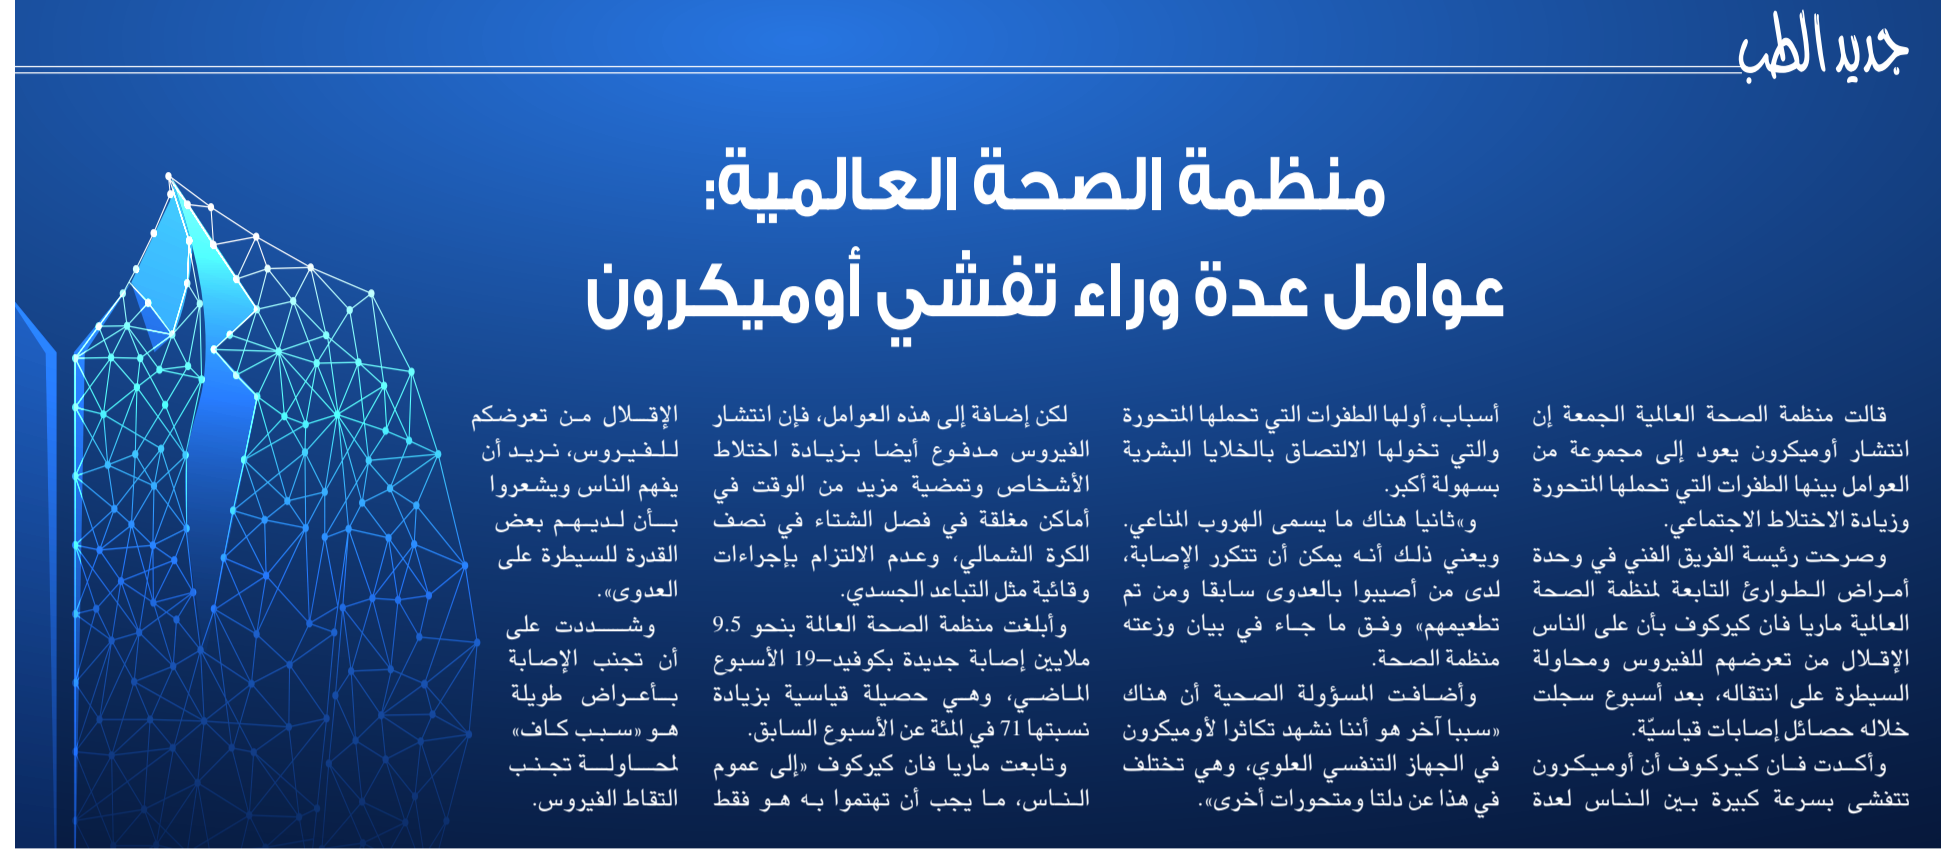 جديد الطب
منظمة الصحة العالمية:
عوامل عدة وراء تفشي أوميكرون
قالت منظمة الصحة العالمية الجمعة إن
انتشار أوميكرون يعود إلى مجموعة من
العوامل بينها الطفرات التي تحملها المتحورة
وزيادة الاختلاط الاجتماعي.
وصرحت رئيسة الفريق الفني في وحدة
أمراض الطوارئ التابعة لمنظمة الصحة
العالمية ماريا فان كيركوف بأن على الناس
الإقلال من تعرضهم للفيروس ومحاولة
السيطرة على انتقاله، بعد أسبوع سجلت
خلاله حصائل إصابات قياسيّة.
وأكدت فان كيركوف أن أوميكرون
تتفشى بسرعة كبيرة بين الناس لعدة
أسباب، أولها الطفرات التي تحملها المتحورة
والتي تخولها الالتصاق بالخلايا البشرية
بسهولة أكبر.
و»ثانيا هناك ما يسمى الهروب المناعي.
ويعني ذلك أنه يمكن أن تتكرر الإصابة،
لدى من أصيبوا بالعدوى سابقا ومن تم
تطعيمهم» وفق ما جاء في بيان وزعته
منظمة الصحة.
وأضافت المسؤولة الصحية أن هناك
«سببا آخر هو أننا نشهد تكاثرا لأوميكرون
في الجهاز التنفسي العلوي، وهي تختلف
في هذا عن دلتا ومتحورات أخرى».
لكن إضافة إلى هذه العوامل، فإن انتشار
الفيروس مدفوع أيضا بزيادة اختلاط
الأشخاص وتمضية مزيد من الوقت في
أماكن مغلقة في فصل الشتاء في نصف
الكرة الشمالي، وعدم الالتزام بإجراءات
وقائية مثل التباعد الجسدي.
وأبلغت منظمة الصحة العالمة بنحو 9.5
ملايين إصابة جديدة بكوفيد–19 الأسبوع
الماضي، وهي حصيلة قياسية بزيادة
نسبتها 71 في المئة عن الأسبوع السابق.
وتابعت ماريا فان كيركوف «إلى عموم
الناس، ما يجب أن تهتموا به هو فقط
الإقلال من تعرضكم
للفيروس، نريد أن
يفهم الناس ويشعروا
بأن لديهم بعض
القدرة للسيطرة على
العدوى».
وشددت على
أن تجنب الإصابة
بأعراض طويلة
هو «سبب كاف»
لمحاولة تجنب
التقاط الفيروس.